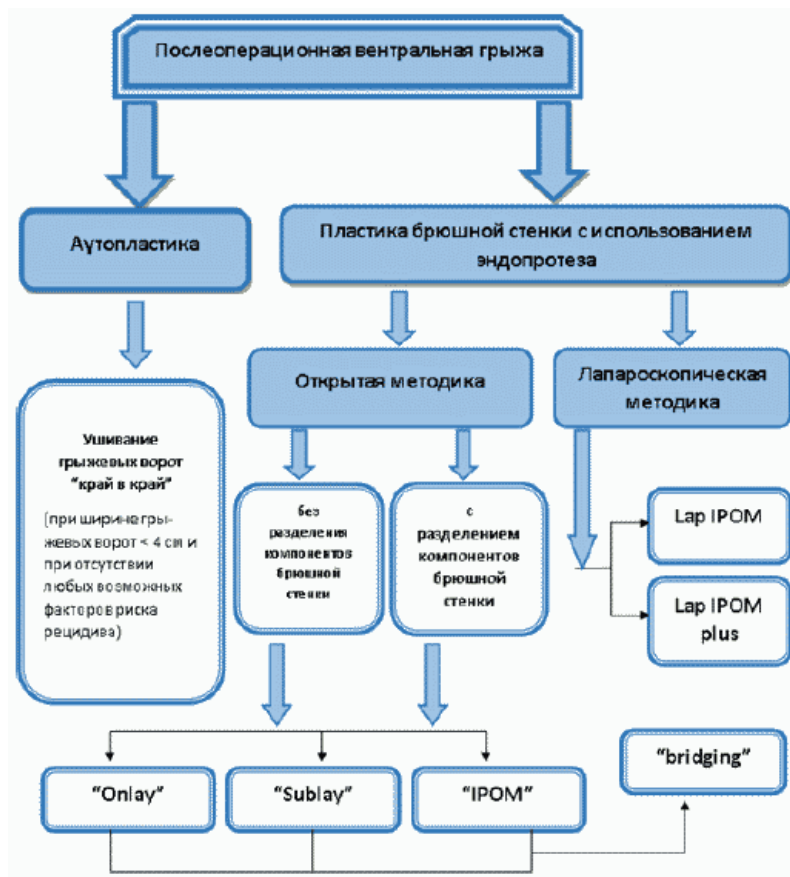 Послеоперационная вентральная грыжа
Аутопластика
Пластика брюшной стенки с использованием
эндопротеза
Открытая методика
Лапароскопическая
методика
Ушивание
грыжевых ворот
"край в край"
(при ширине гры-
жевых ворот < 4 cm и
при отсутствии
любых возможных
факторов риска
рецидива)
без
разделения
компонентов
брюшной
стенки
с
разделением
компонентов
брюшной
стенки
Lap IPOM
Lap IPOM
plus
"Onlay"
"Sublay"
"IPOM"
"bridging"